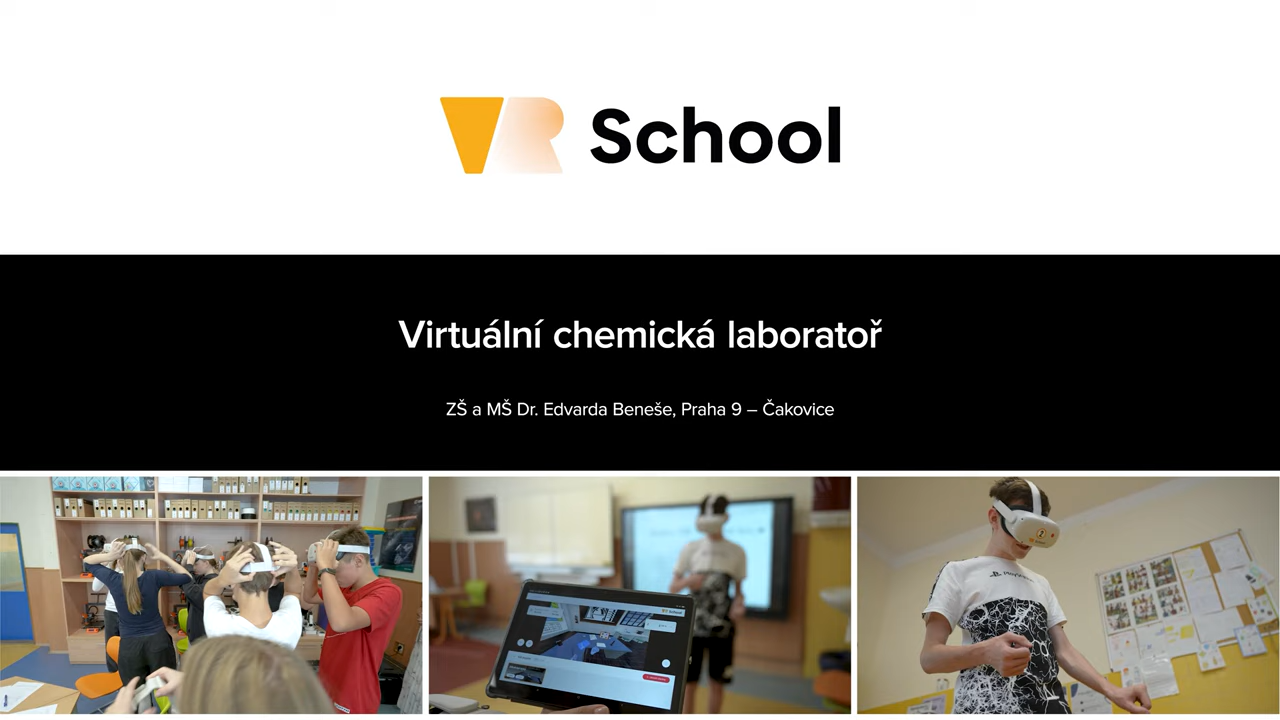 VR School
Virtuální chemická laboratoř
ZŠ a MŠ Dr. Edvarda Beneše, Praha 9 – Čakovice